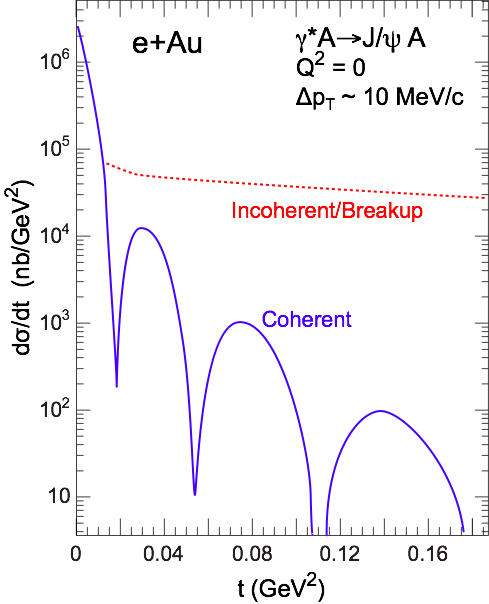 e+Au
γ*A→J/ψ A
Q² = 0
Δp_T ~ 10 MeV/c
10⁶
10⁵
10⁴
10³
10²
10
dσ/dt (nb/GeV²)
Incoherent/Breakup
Coherent
0 0.04 0.08 0.12 0.16
t (GeV²)